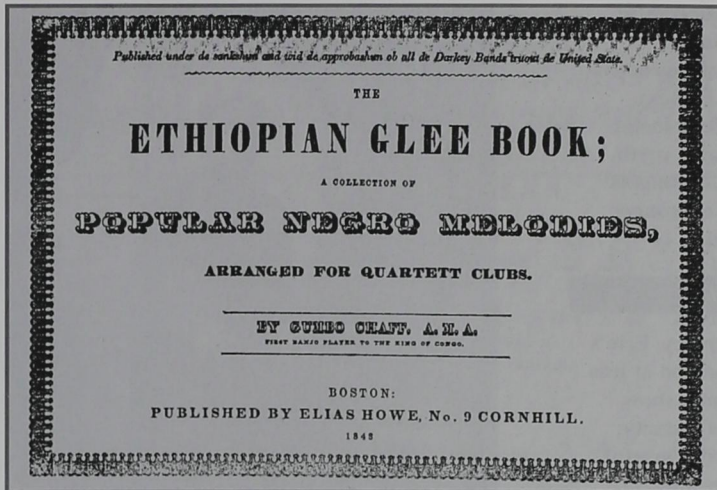 Published under de sankshun and wid de approbashun ob all de Darkey Bands truout de United State.
THE
ETHIOPIAN GLEE BOOK;
A COLLECTION OF
POPULAR NEGRO MELODIES,
ARRANGED FOR QUARTETT CLUBS.
BY GUMBO CHAFF, A. M. A.
FIRST BANJO PLAYER TO THE KING OF CONGO.
BOSTON:
PUBLISHED BY ELIAS HOWE, No. 9 CORNHILL.
1848